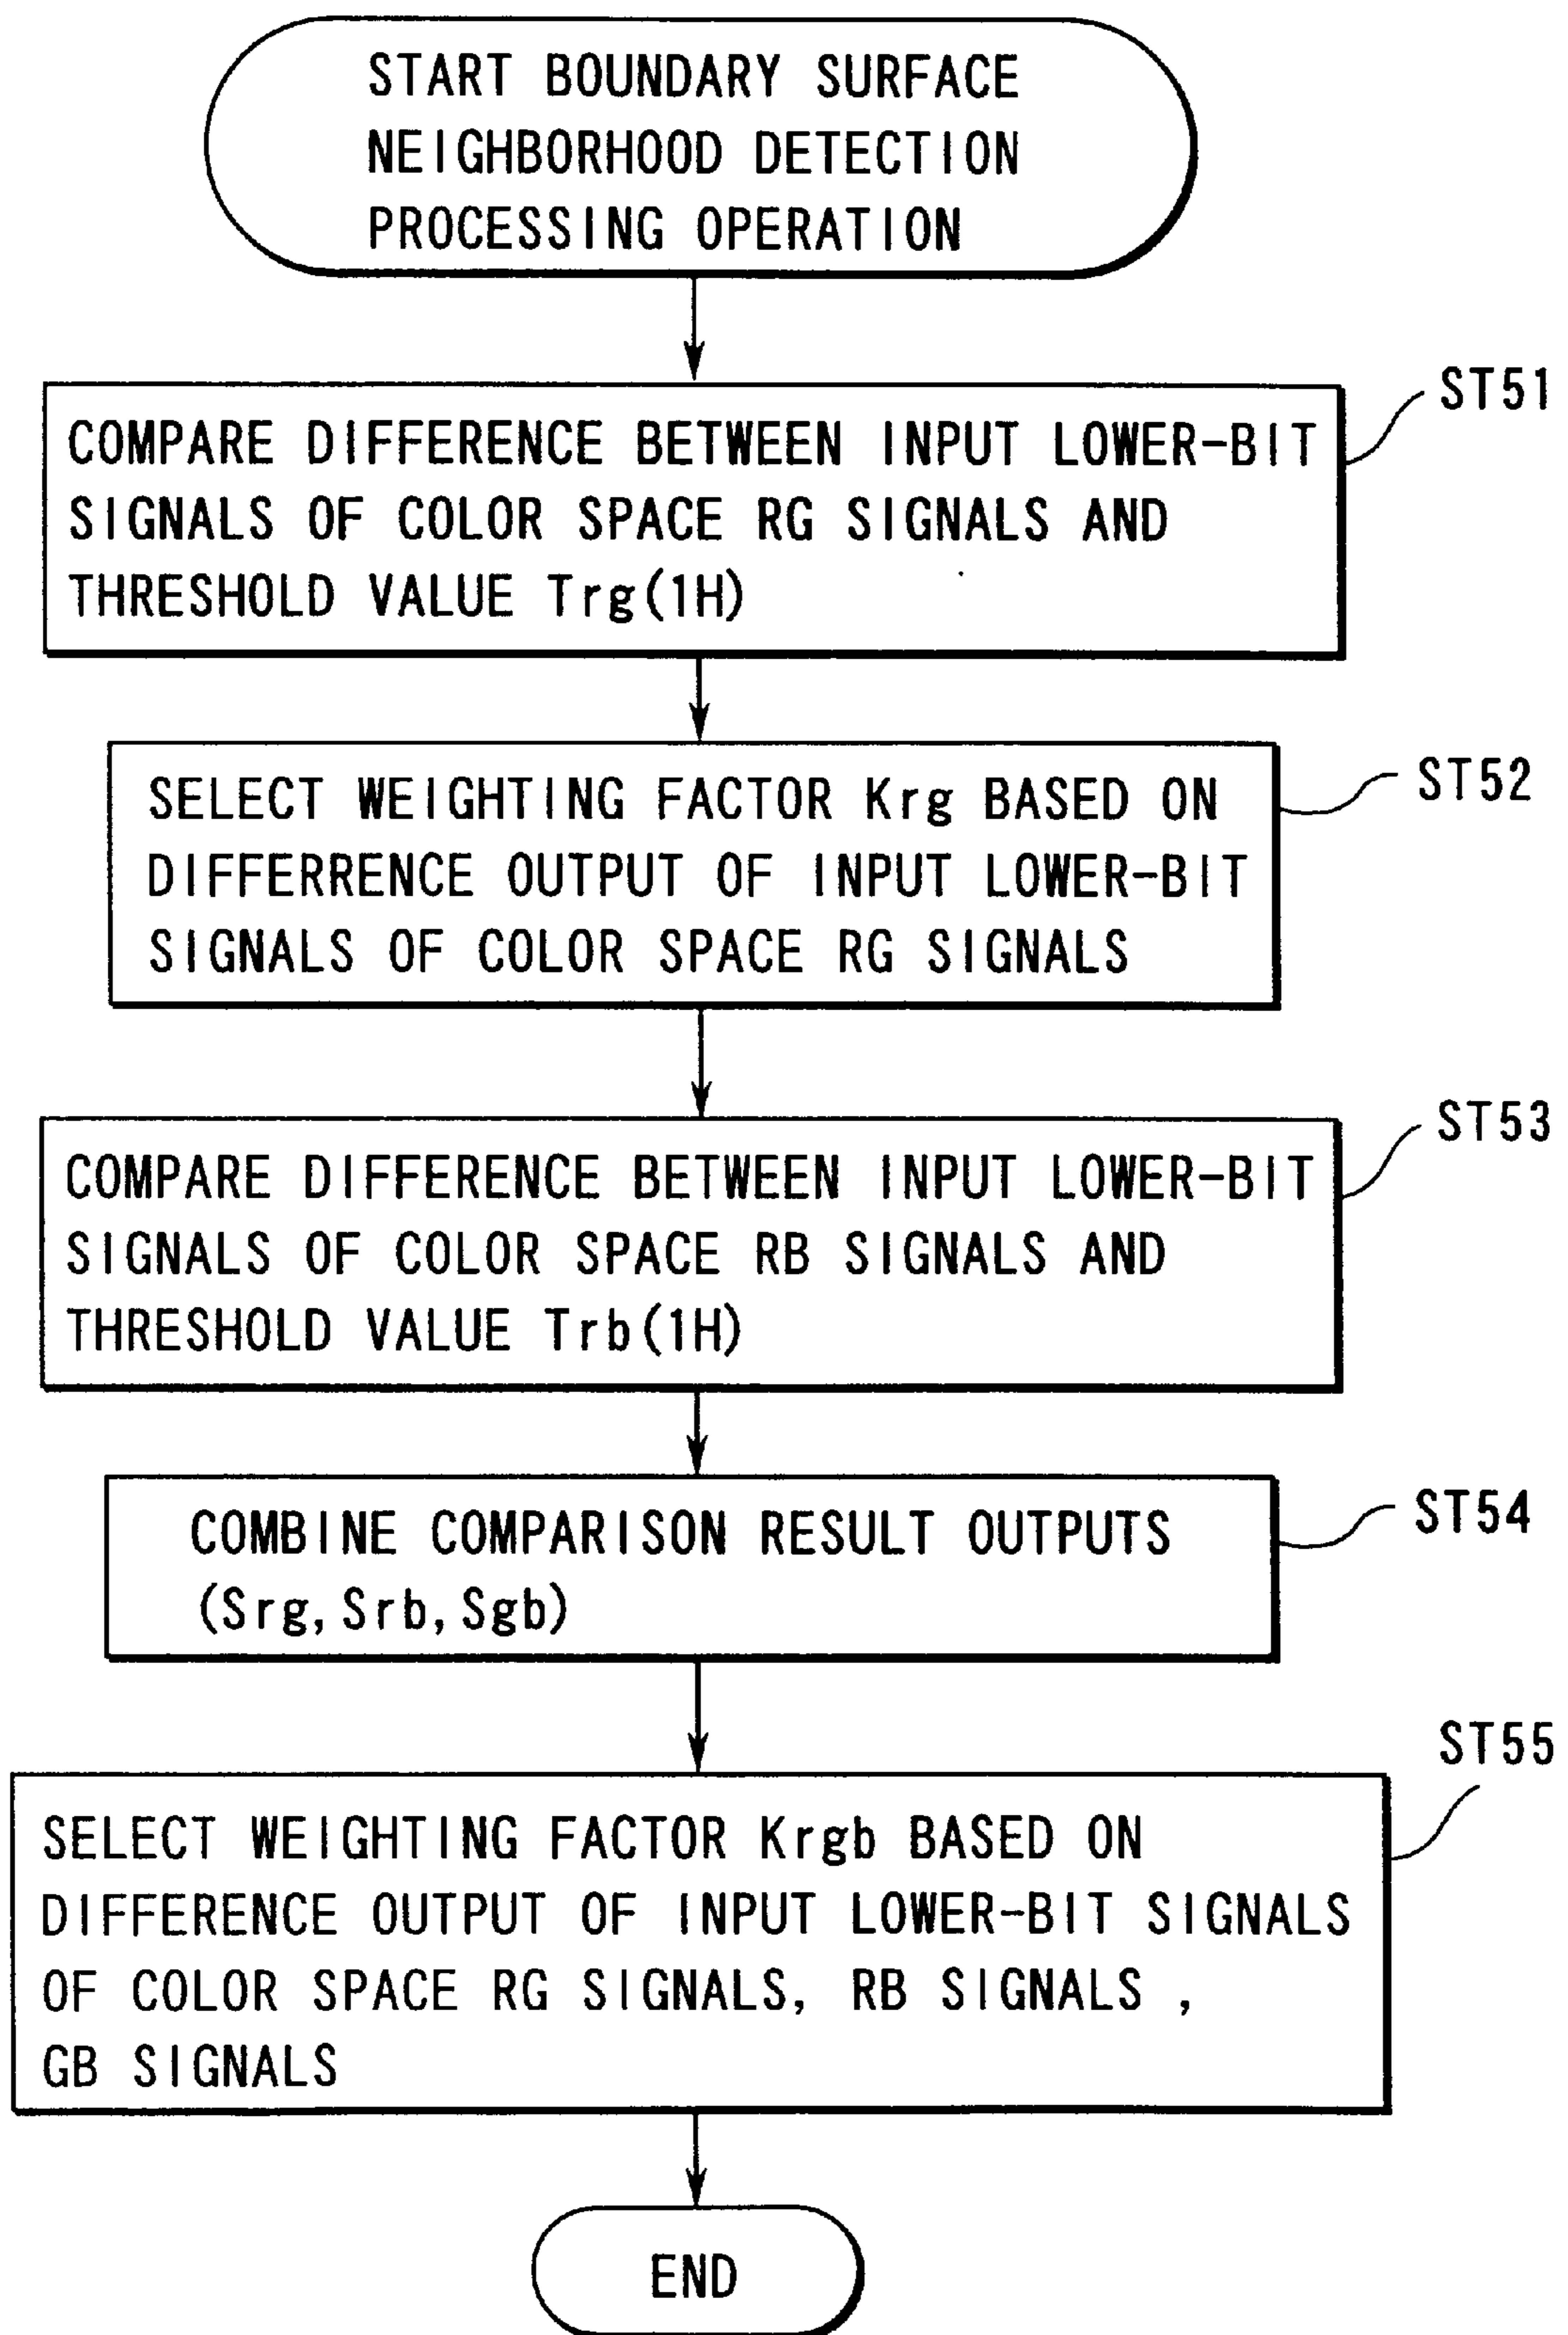 START BOUNDARY SURFACE
NEIGHBORHOOD DETECTION
PROCESSING OPERATION
ST51
COMPARE DIFFERENCE BETWEEN INPUT LOWER-BIT
SIGNALS OF COLOR SPACE RG SIGNALS AND
THRESHOLD VALUE Trg(1H)
ST52
SELECT WEIGHTING FACTOR Krg BASED ON
DIFFERRENCE OUTPUT OF INPUT LOWER-BIT
SIGNALS OF COLOR SPACE RG SIGNALS
ST53
COMPARE DIFFERENCE BETWEEN INPUT LOWER-BIT
SIGNALS OF COLOR SPACE RB SIGNALS AND
THRESHOLD VALUE Trb(1H)
ST54
COMBINE COMPARISON RESULT OUTPUTS
(Srg, Srb, Sgb)
ST55
SELECT WEIGHTING FACTOR Krgb BASED ON
DIFFERENCE OUTPUT OF INPUT LOWER-BIT SIGNALS
OF COLOR SPACE RG SIGNALS, RB SIGNALS ,
GB SIGNALS
END